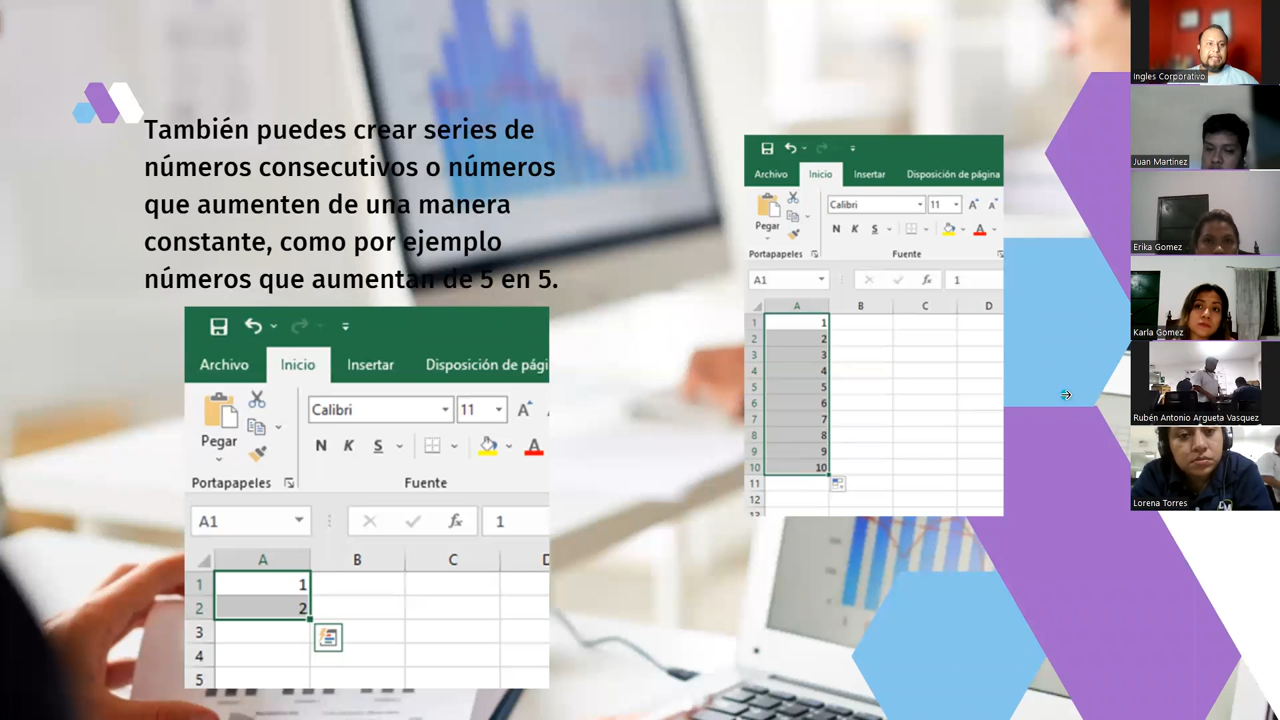 También puedes crear series de
números consecutivos o números
que aumenten de una manera
constante, como por ejemplo
números que aumentan de 5 en 5.
Archivo Inicio Insertar Disposición de pági
Calibri 11 A
Pegar
N K S A
Portapapeles Fuente
A1 fx 1
A B C D
1 1
2 2
3
4
5
Archivo Inicio Insertar Disposición de página
Calibri 11 A A
Pegar
N K S A
Portapapeles Fuente
A1 fx 1
A B C D
1 1
2 2
3 3
4 4
5 5
6 6
7 7
8 8
9 9
10 10
11
12
13
Ingles Corporativo
Juan Martinez
Erika Gomez
Karla Gomez
Rubén Antonio Argueta Vasquez
Lorena Torres